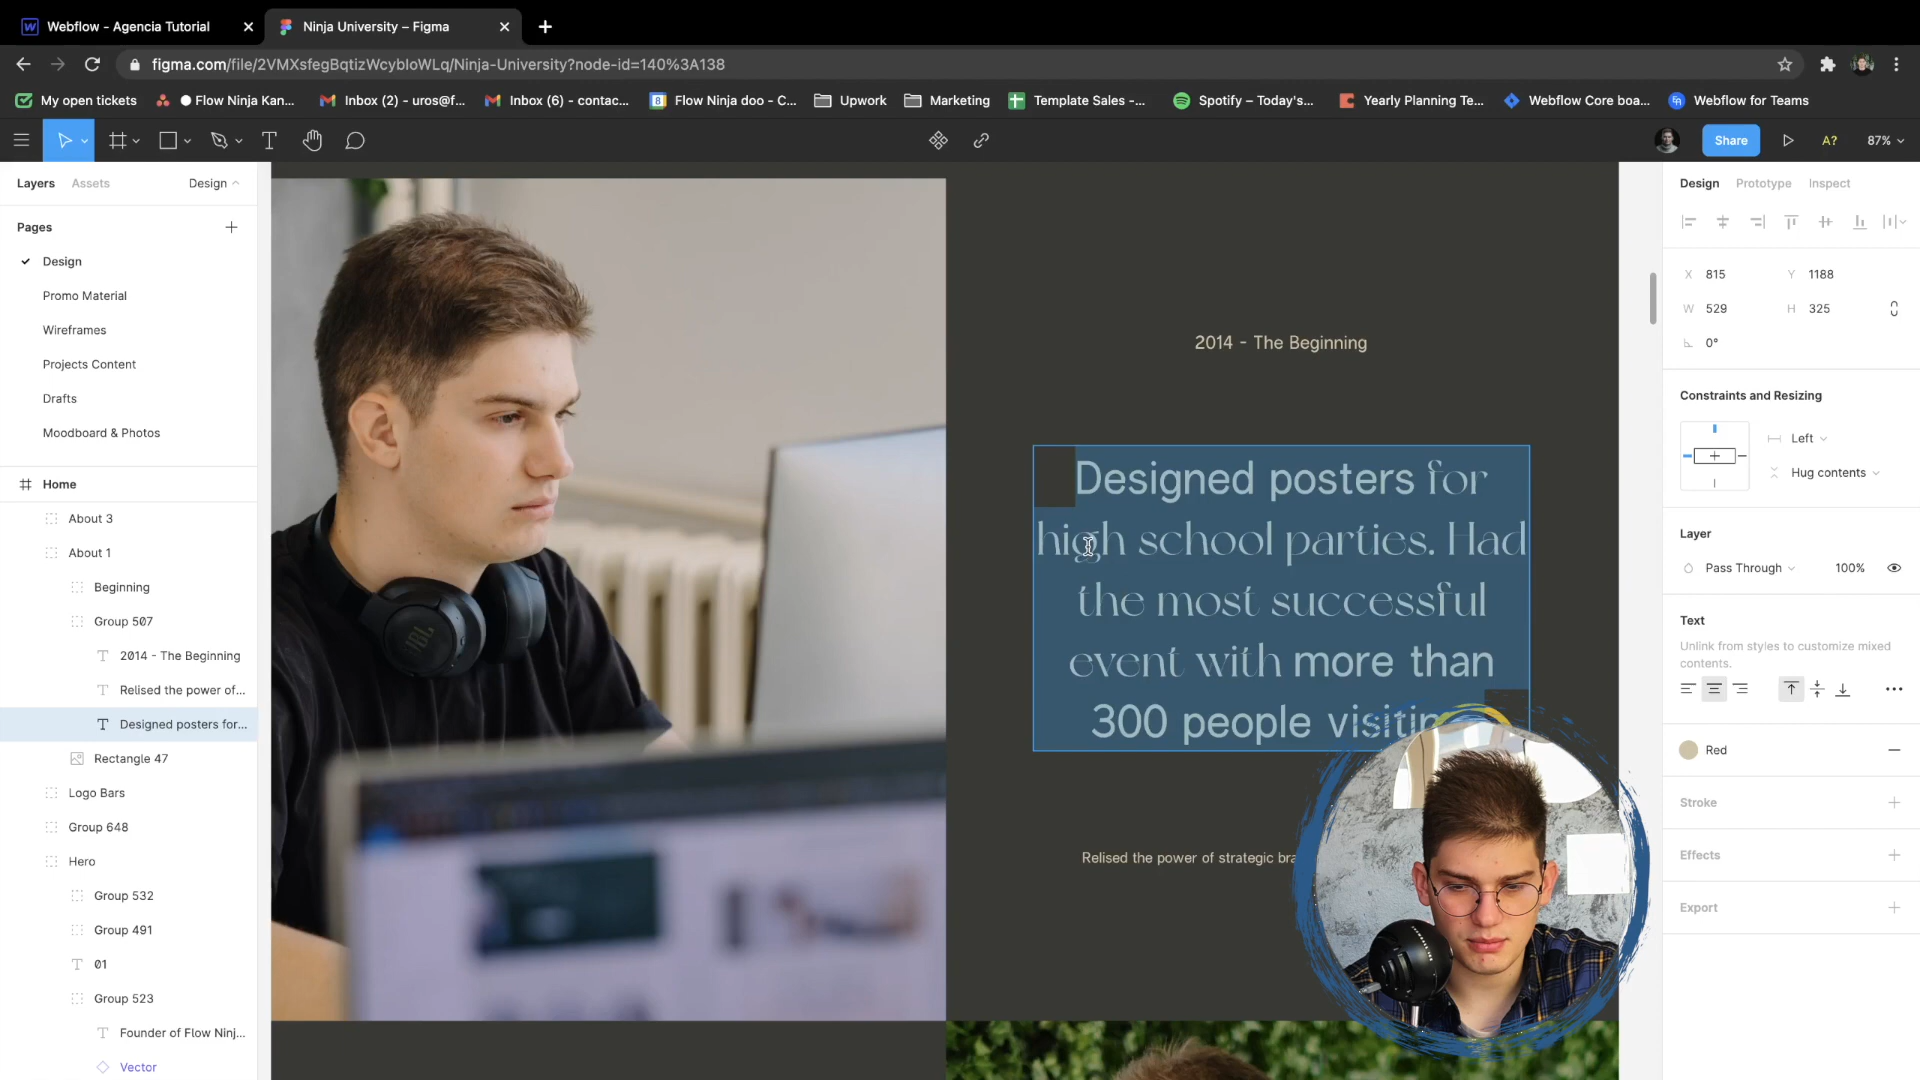 Webflow - Agencia Tutorial
Ninja University – Figma
figma.com/file/2VMXsfegBqtizWcybIoWLq/Ninja-University?node-id=140%3A138
My open tickets
Flow Ninja Kan...
Inbox (2) - uros@f...
Inbox (6) - contac...
Flow Ninja doo - C...
Upwork
Marketing
Template Sales -...
Spotify – Today's...
Yearly Planning Te...
Webflow Core boa...
Webflow for Teams
Share
A?
87%
Layers
Assets
Design
Pages
Design
Promo Material
Wireframes
Projects Content
Drafts
Moodboard & Photos
Home
About 3
About 1
Beginning
Group 507
2014 - The Beginning
Relised the power of...
Designed posters for...
Rectangle 47
Logo Bars
Group 648
Hero
Group 532
Group 491
01
Group 523
Founder of Flow Ninj...
Vector
JBL
2014 - The Beginning
Designed posters for
high school parties. Had
the most successful
event with more than
300 people
Relised the power of strategic
Design
Prototype
Inspect
X 815
Y 1188
W 529
H 325
0°
Constraints and Resizing
Left
Hug contents
Layer
Pass Through
100%
Text
Unlink from styles to customize mixed
contents.
Red
Stroke
Effects
Export